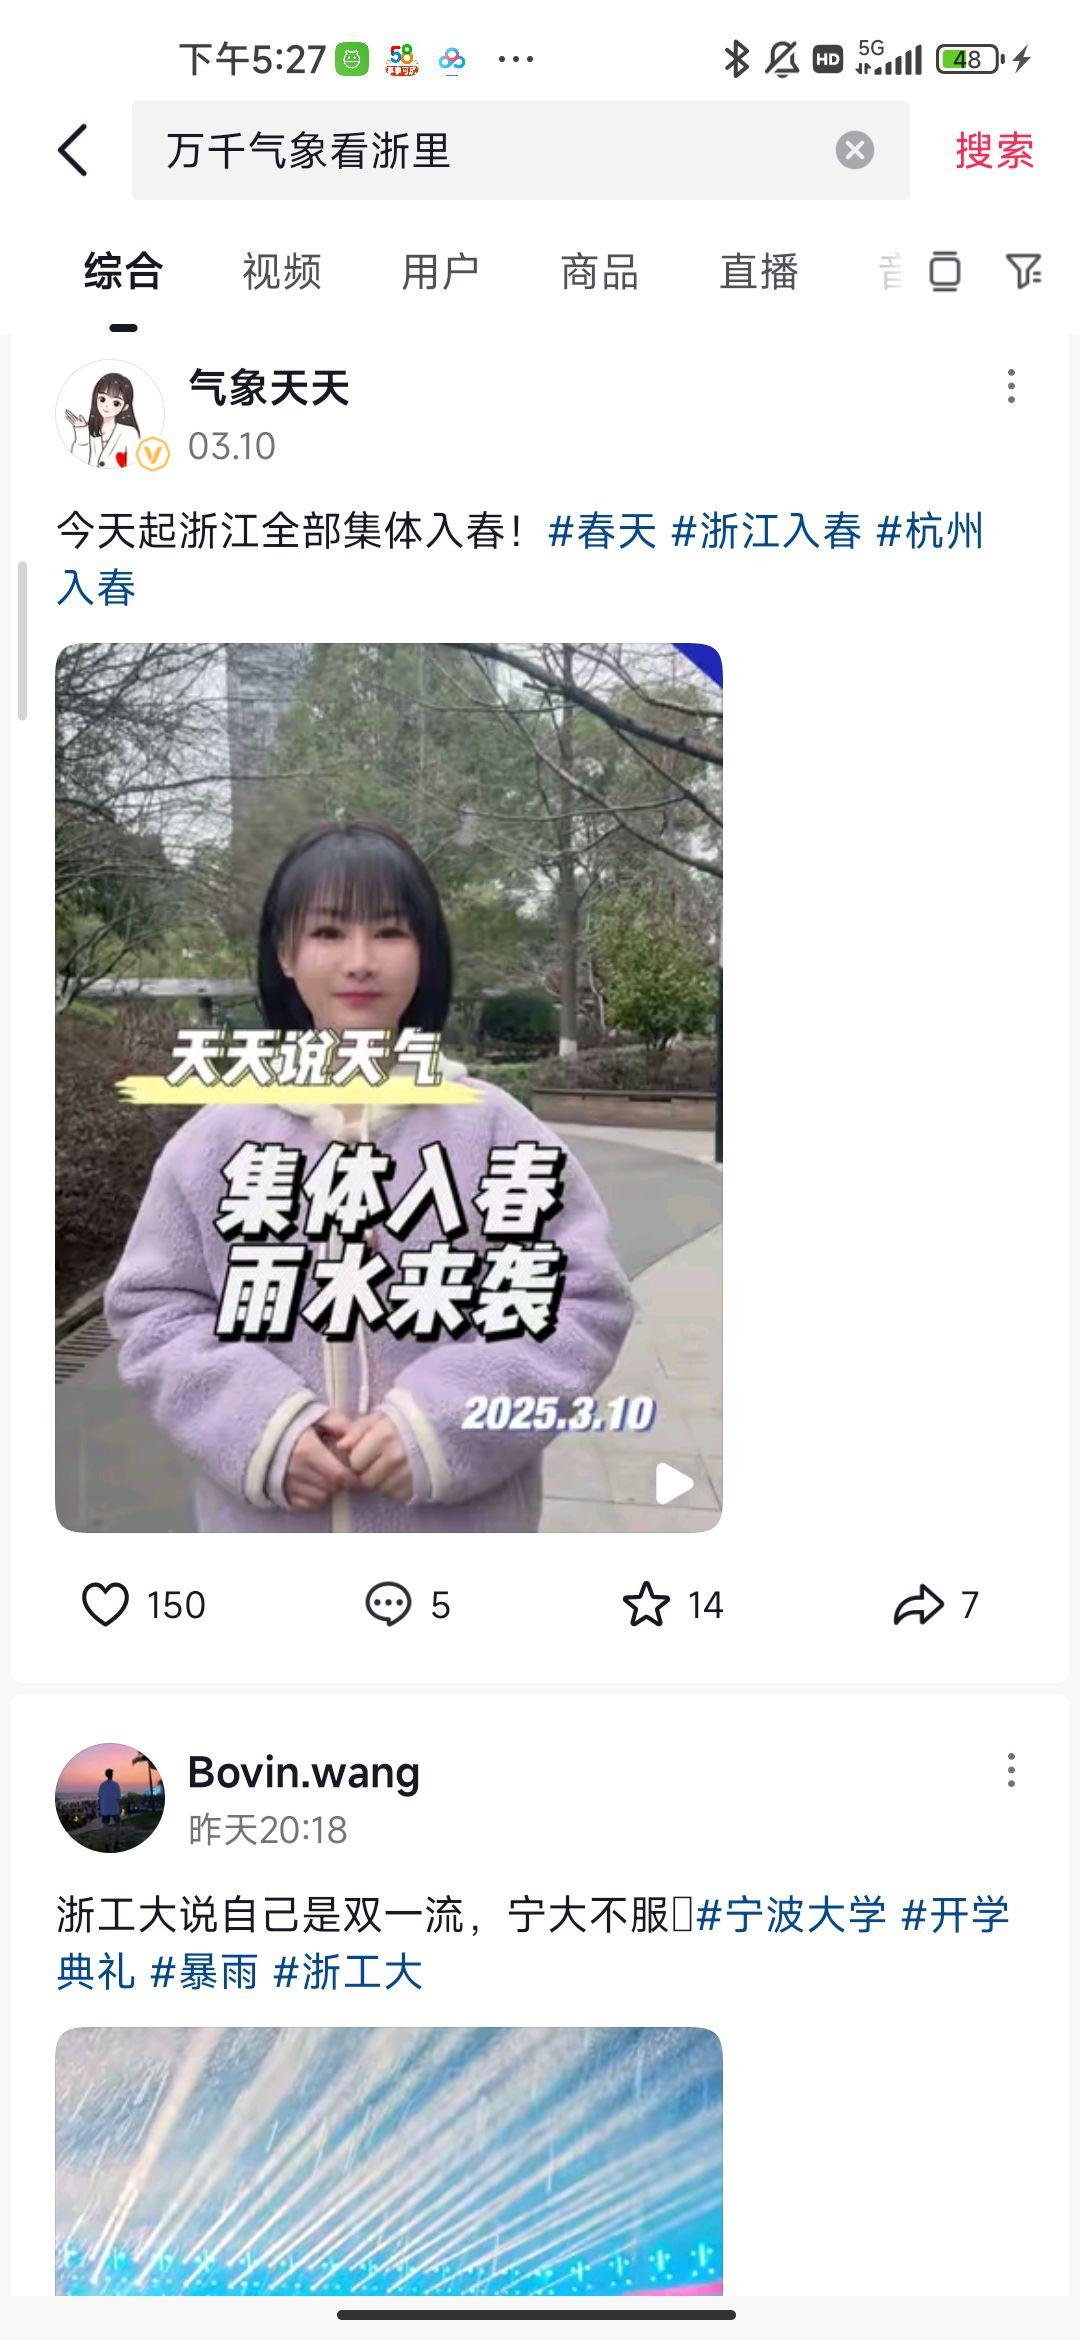 下午5:27
58
HD
5G
48
万千气象看浙里
搜索
综合 视频 用户 商品 直播
气象天天
V
03.10
今天起浙江全部集体入春！#春天 #浙江入春 #杭州
入春
天天说天气
集体入春
雨水来袭
2025.3.10
150 5 14 7
Bovin.wang
昨天20:18
浙工大说自己是双一流，宁大不服#宁波大学 #开学
典礼 #暴雨 #浙工大